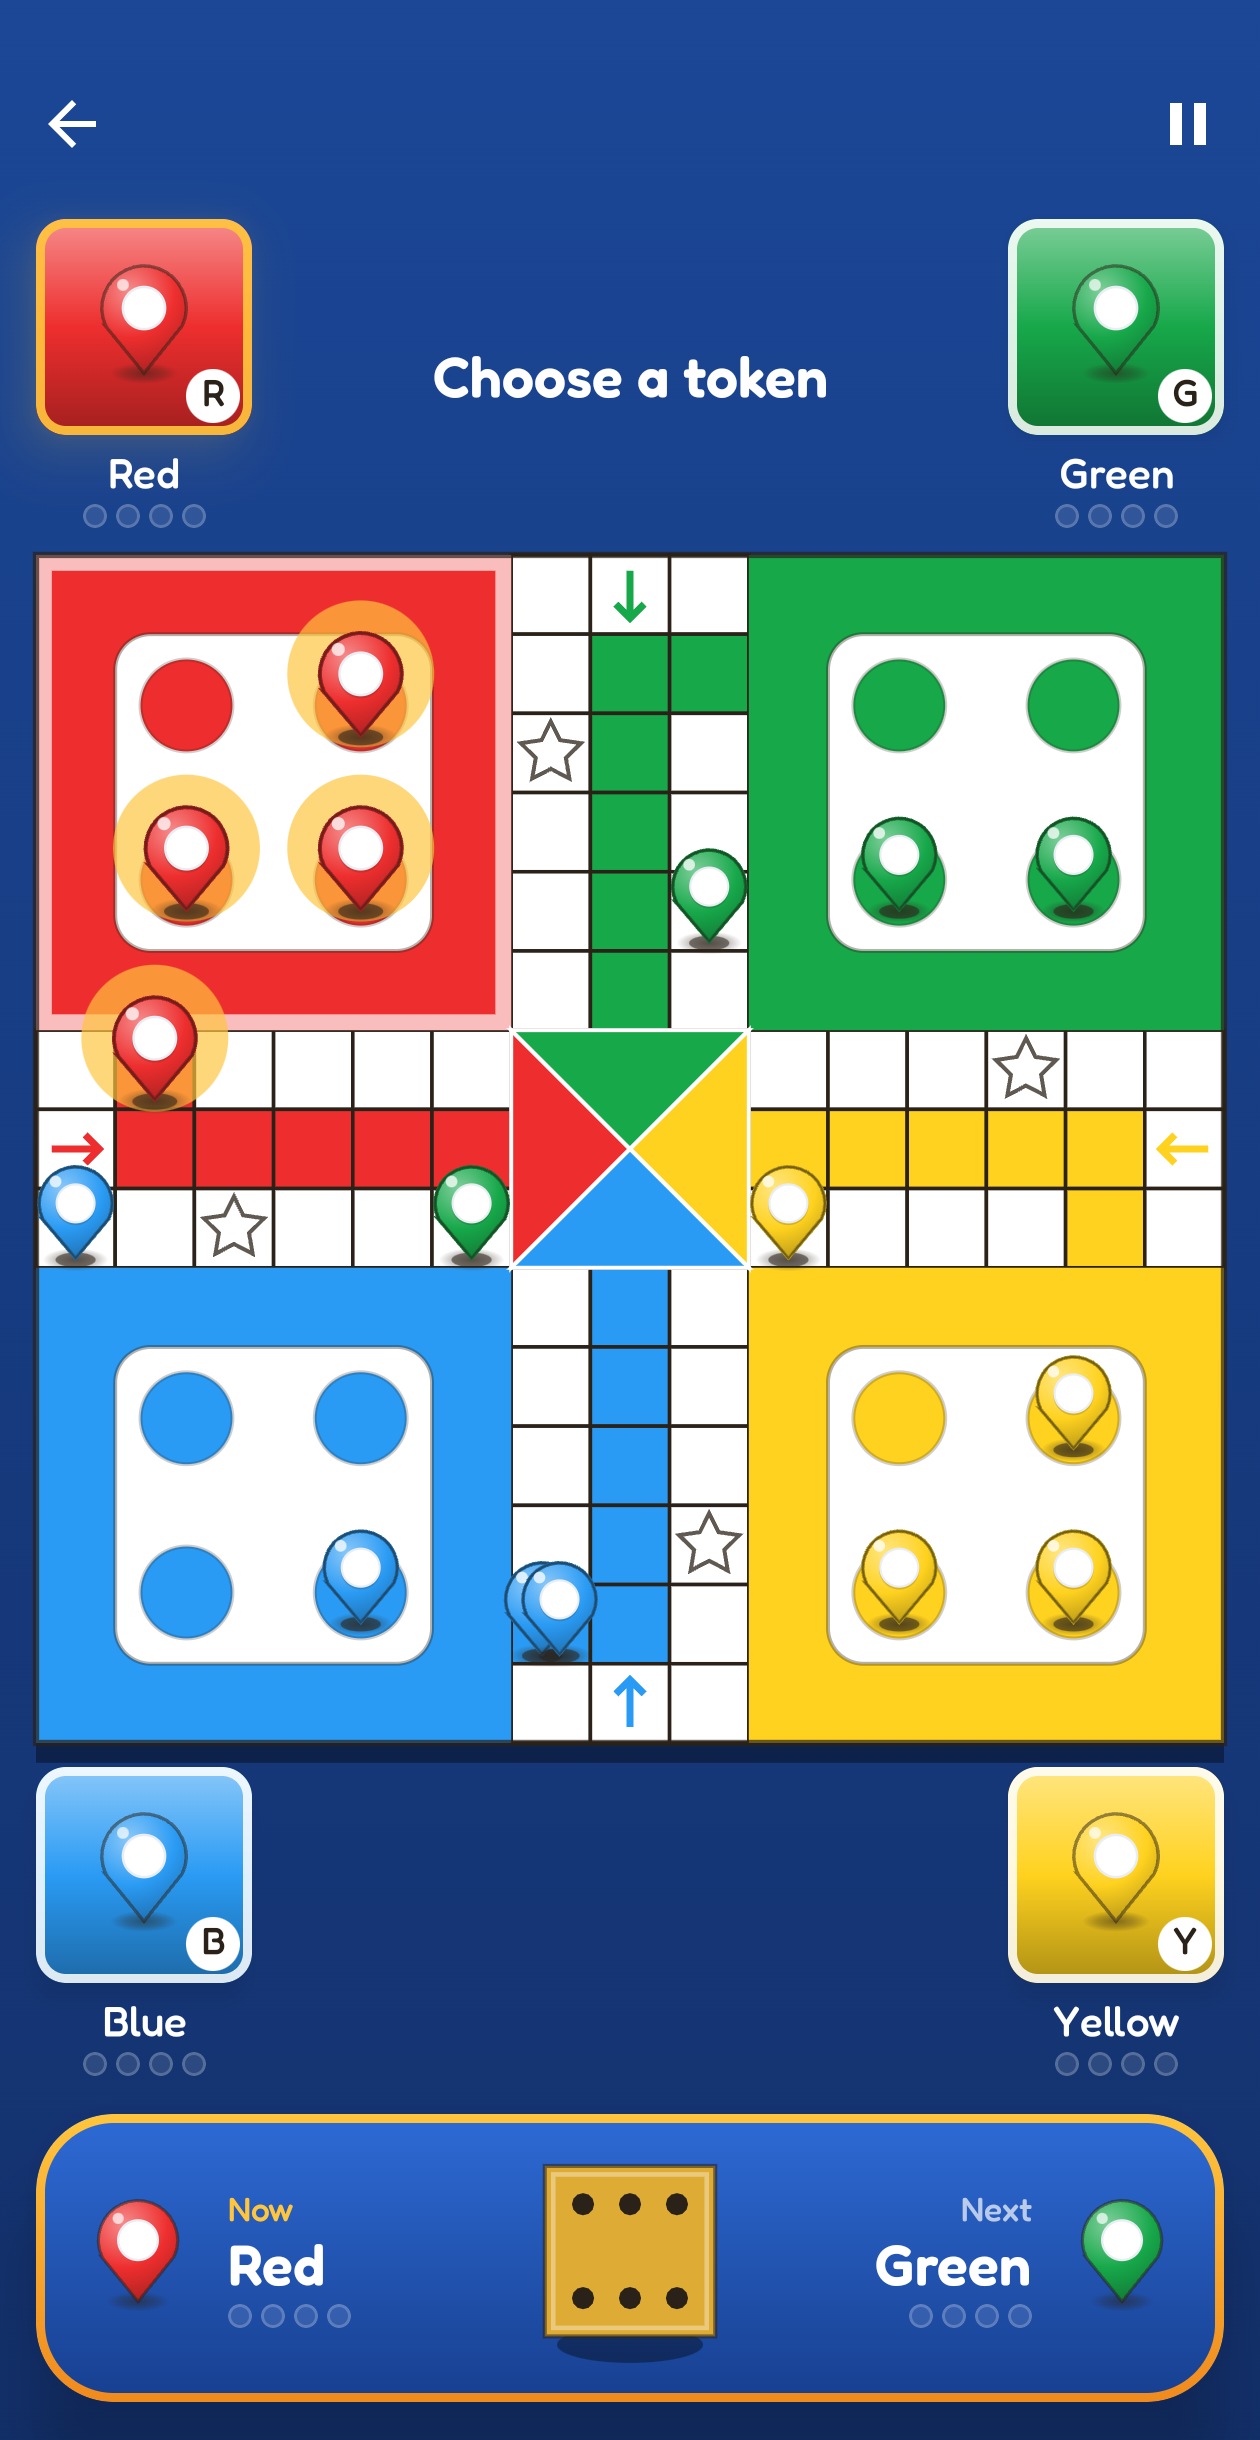 R
G
Choose a token
Red
Green
B
Y
Blue
Yellow
Now
Red
Next
Green